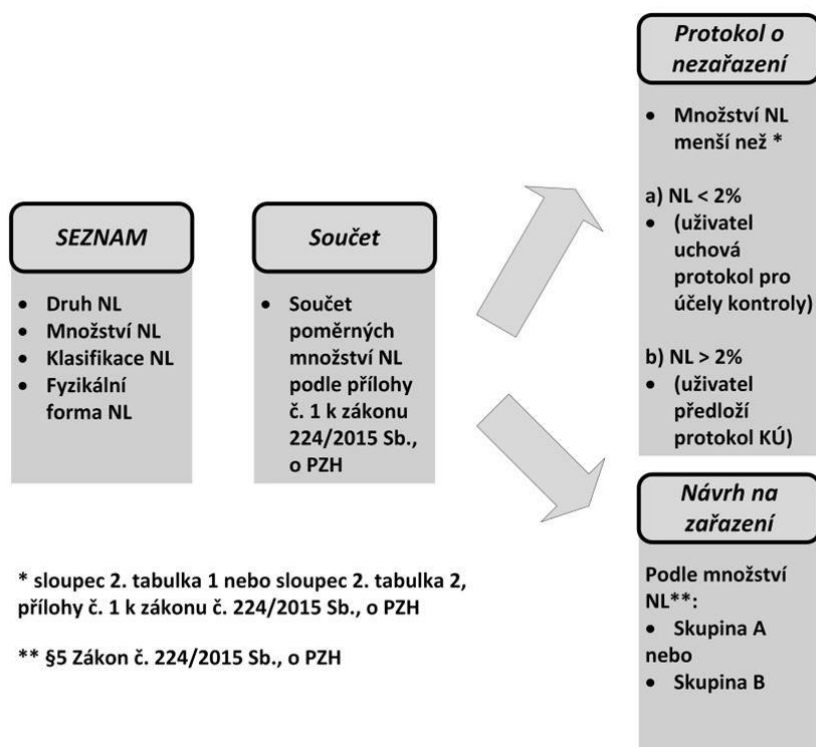 SEZNAM
• Druh NL
• Množství NL
• Klasifikace NL
• Fyzikální
forma NL
Součet
• Součet
poměrných
množství NL
podle přílohy
č. 1 k zákonu
224/2015 Sb.,
o PZH
Protokol o
nezařazení
• Množství NL
menší než *
a) NL < 2%
• (uživatel
uchová
protokol pro
účely kontroly)
b) NL > 2%
• (uživatel
předloží
protokol KÚ)
Návrh na
zařazení
Podle množství
NL**:
• Skupina A
nebo
• Skupina B
* sloupec 2. tabulka 1 nebo sloupec 2. tabulka 2,
přílohy č. 1 k zákonu č. 224/2015 Sb., o PZH
** §5 Zákon č. 224/2015 Sb., o PZH